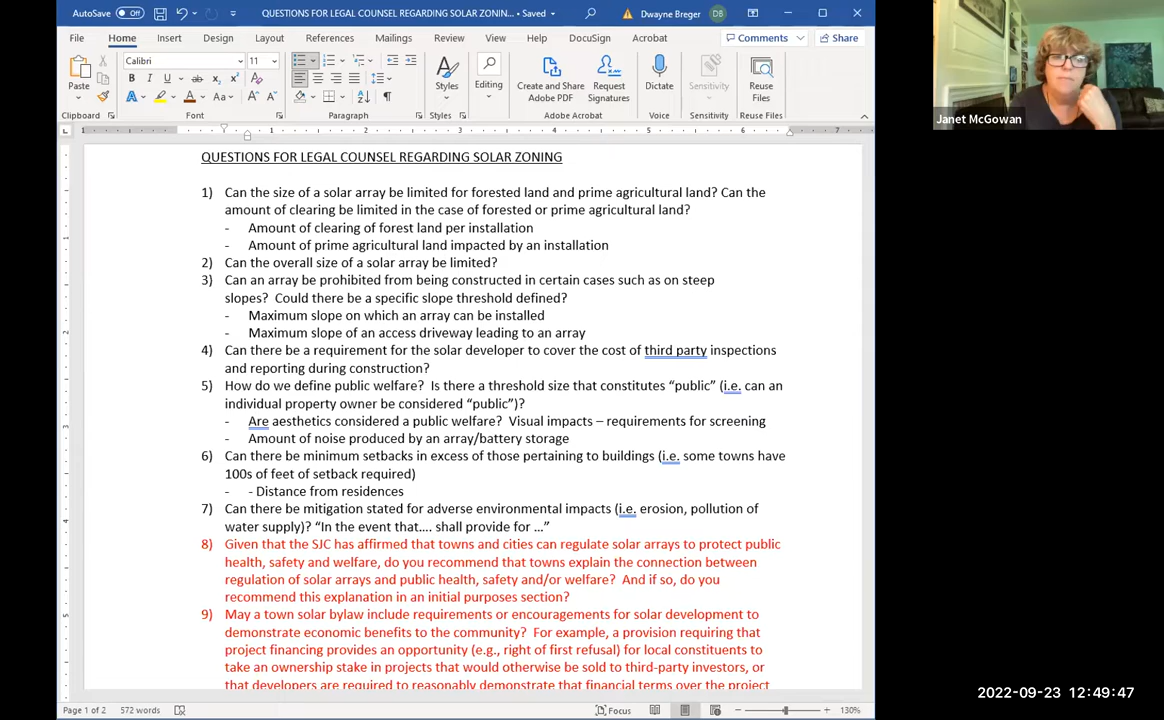 AutoSave Off QUESTIONS FOR LEGAL COUNSEL REGARDING SOLAR ZONIN... • Saved Dwayne Breger DB
File Home Insert Design Layout References Mailings Review View Help DocuSign Acrobat Comments Share
Calibri 11
Paste B I U ab x₂ x² Styles Editing Create and Share Adobe PDF Request Signatures Dictate Sensitivity Reuse Files
A A Aa A A
Clipboard Font Paragraph Styles Adobe Acrobat Voice Sensitivity Reuse Files
1 1 2 3 4 5 6 7
QUESTIONS FOR LEGAL COUNSEL REGARDING SOLAR ZONING
1) Can the size of a solar array be limited for forested land and prime agricultural land? Can the
amount of clearing be limited in the case of forested or prime agricultural land?
- Amount of clearing of forest land per installation
- Amount of prime agricultural land impacted by an installation
2) Can the overall size of a solar array be limited?
3) Can an array be prohibited from being constructed in certain cases such as on steep
slopes? Could there be a specific slope threshold defined?
- Maximum slope on which an array can be installed
- Maximum slope of an access driveway leading to an array
4) Can there be a requirement for the solar developer to cover the cost of third party inspections
and reporting during construction?
5) How do we define public welfare? Is there a threshold size that constitutes “public” (i.e. can an
individual property owner be considered “public”)?
- Are aesthetics considered a public welfare? Visual impacts – requirements for screening
- Amount of noise produced by an array/battery storage
6) Can there be minimum setbacks in excess of those pertaining to buildings (i.e. some towns have
100s of feet of setback required)
- - Distance from residences
7) Can there be mitigation stated for adverse environmental impacts (i.e. erosion, pollution of
water supply)? “In the event that…. shall provide for …”
8) Given that the SJC has affirmed that towns and cities can regulate solar arrays to protect public
health, safety and welfare, do you recommend that towns explain the connection between
regulation of solar arrays and public health, safety and/or welfare? And if so, do you
recommend this explanation in an initial purposes section?
9) May a town solar bylaw include requirements or encouragements for solar development to
demonstrate economic benefits to the community? For example, a provision requiring that
project financing provides an opportunity (e.g., right of first refusal) for local constituents to
take an ownership stake in projects that would otherwise be sold to third-party investors, or
that developers are required to reasonably demonstrate that financial terms over the project
Page 1 of 2 572 words Focus 130%
Janet McGowan
2022-09-23 12:49:47